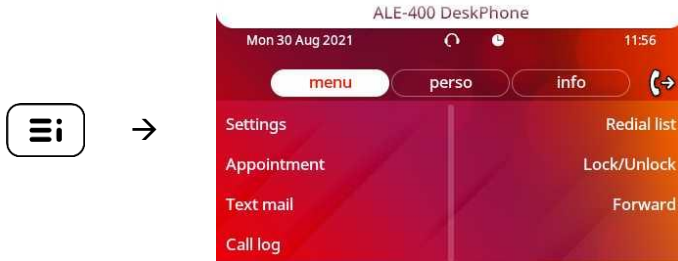 ALE-400 DeskPhone
Mon 30 Aug 2021 11:56
menu perso info
Settings Redial list
Appointment Lock/Unlock
Text mail Forward
Call log